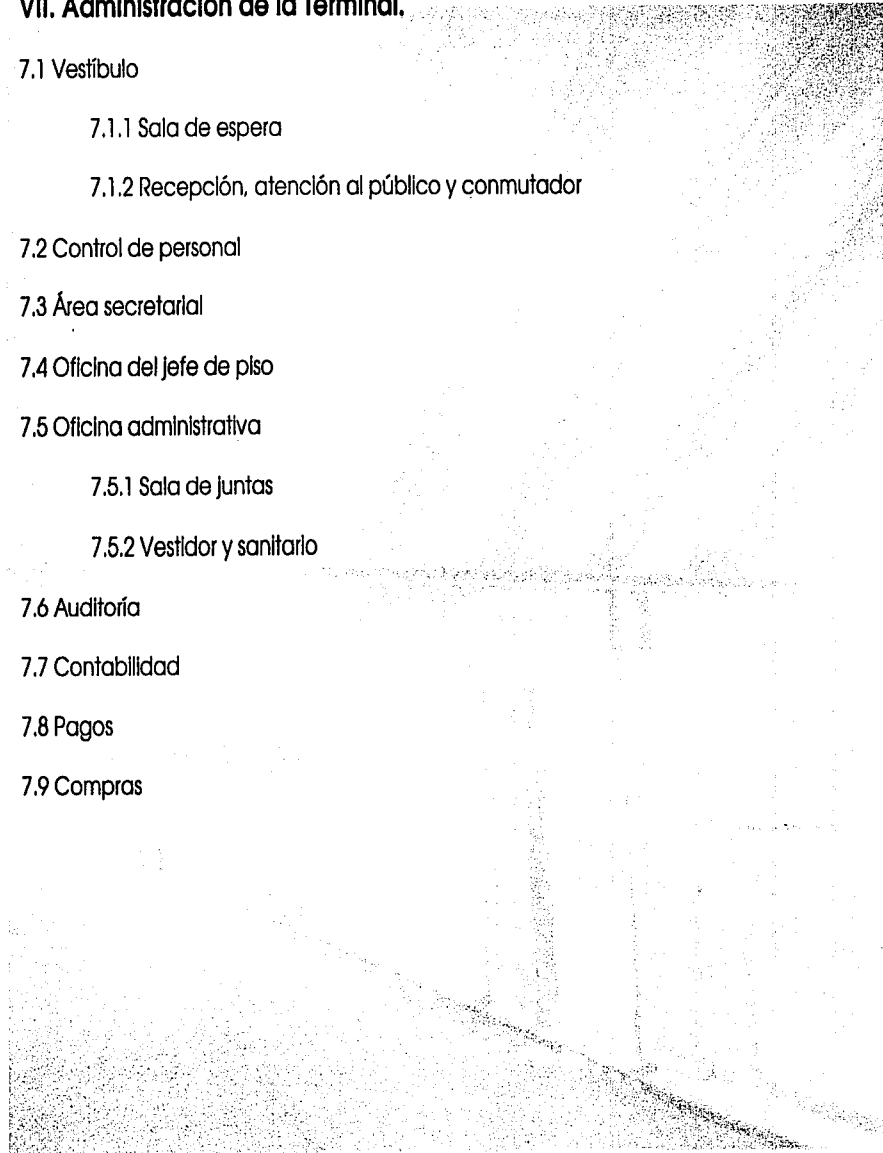 VII. Administración de la Terminal.
7.1 Vestíbulo
7.1.1 Sala de espera
7.1.2 Recepción, atención al público y conmutador
7.2 Control de personal
7.3 Área secretarial
7.4 Oficina del jefe de piso
7.5 Oficina administrativa
7.5.1 Sala de juntas
7.5.2 Vestidor y sanitario
7.6 Auditoría
7.7 Contabilidad
7.8 Pagos
7.9 Compras